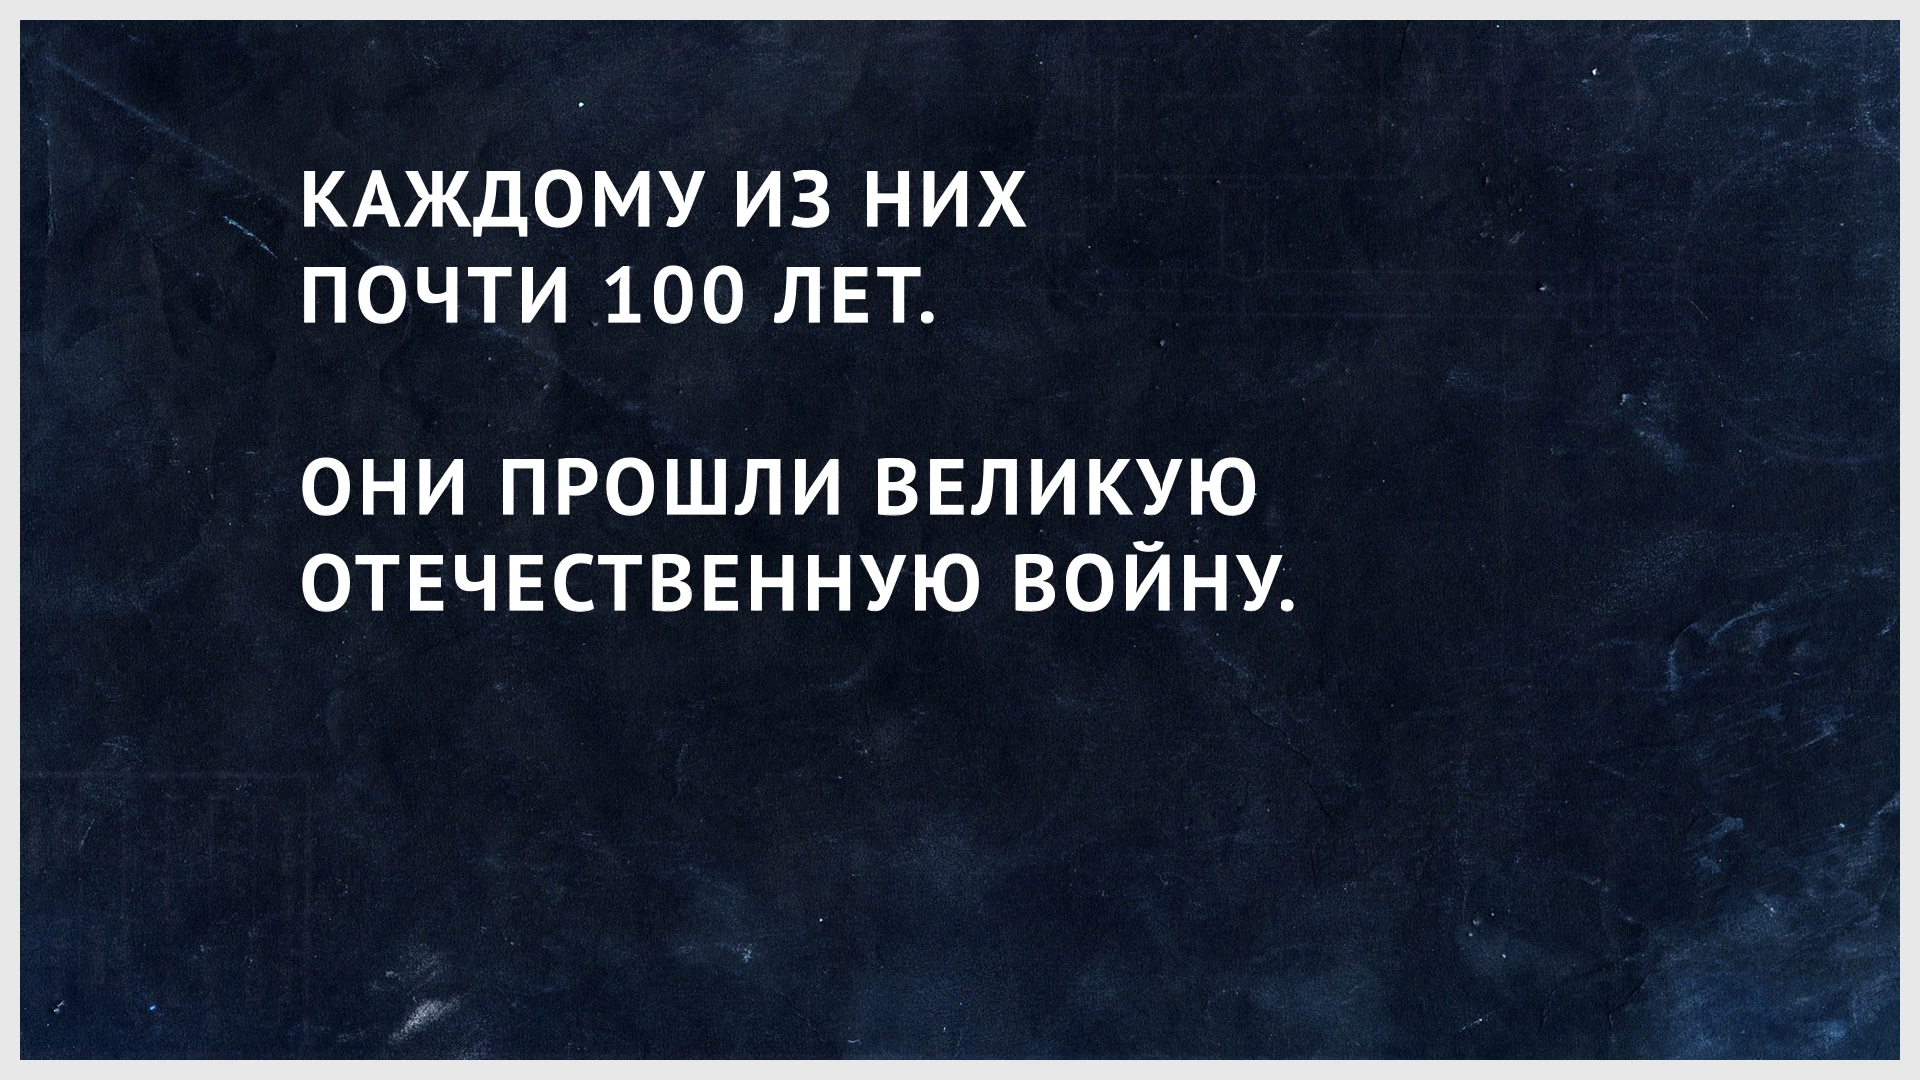 КАЖДОМУ ИЗ НИХ
ПОЧТИ 100 ЛЕТ.
ОНИ ПРОШЛИ ВЕЛИКУЮ
ОТЕЧЕСТВЕННУЮ ВОЙНУ.